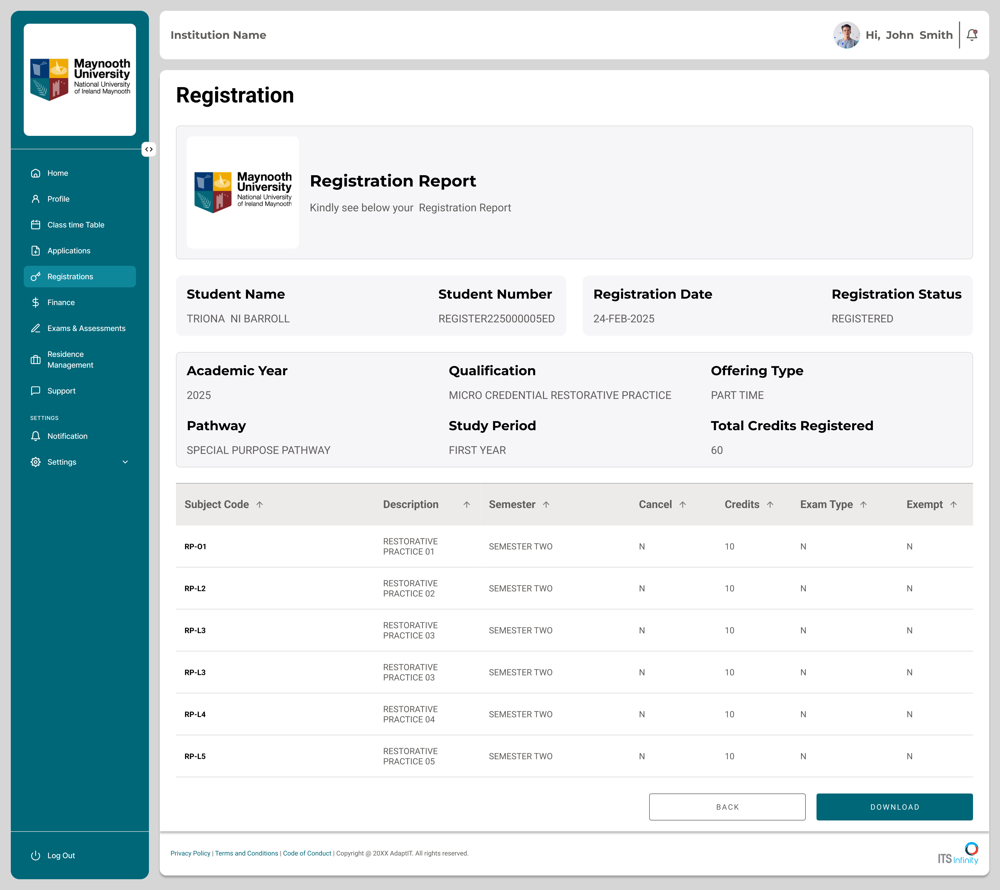 Maynooth
University
National University
of Ireland Maynooth
Home
Profile
Class time Table
Applications
Registrations
Finance
Exams & Assessments
Residence
Management
Support
SETTINGS
Notification
Settings
Log Out
Institution Name
Hi, John Smith
Registration
Maynooth
University
National University
of Ireland Maynooth
Registration Report
Kindly see below your Registration Report
Student Name Student Number Registration Date Registration Status
TRIONA NI BARROLL REGISTER225000005ED 24-FEB-2025 REGISTERED
Academic Year Qualification Offering Type
2025 MICRO CREDENTIAL RESTORATIVE PRACTICE PART TIME
Pathway Study Period Total Credits Registered
SPECIAL PURPOSE PATHWAY FIRST YEAR 60
Subject Code Description Semester Cancel Credits Exam Type Exempt
RP-O1 RESTORATIVE PRACTICE 01 SEMESTER TWO N 10 N N
RP-L2 RESTORATIVE PRACTICE 02 SEMESTER TWO N 10 N N
RP-L3 RESTORATIVE PRACTICE 03 SEMESTER TWO N 10 N N
RP-L3 RESTORATIVE PRACTICE 03 SEMESTER TWO N 10 N N
RP-L4 RESTORATIVE PRACTICE 04 SEMESTER TWO N 10 N N
RP-L5 RESTORATIVE PRACTICE 05 SEMESTER TWO N 10 N N
BACK DOWNLOAD
Privacy Policy | Terms and Conditions | Code of Conduct | Copyright @ 20XX AdaptIT. All rights reserved.
ITS Infinity